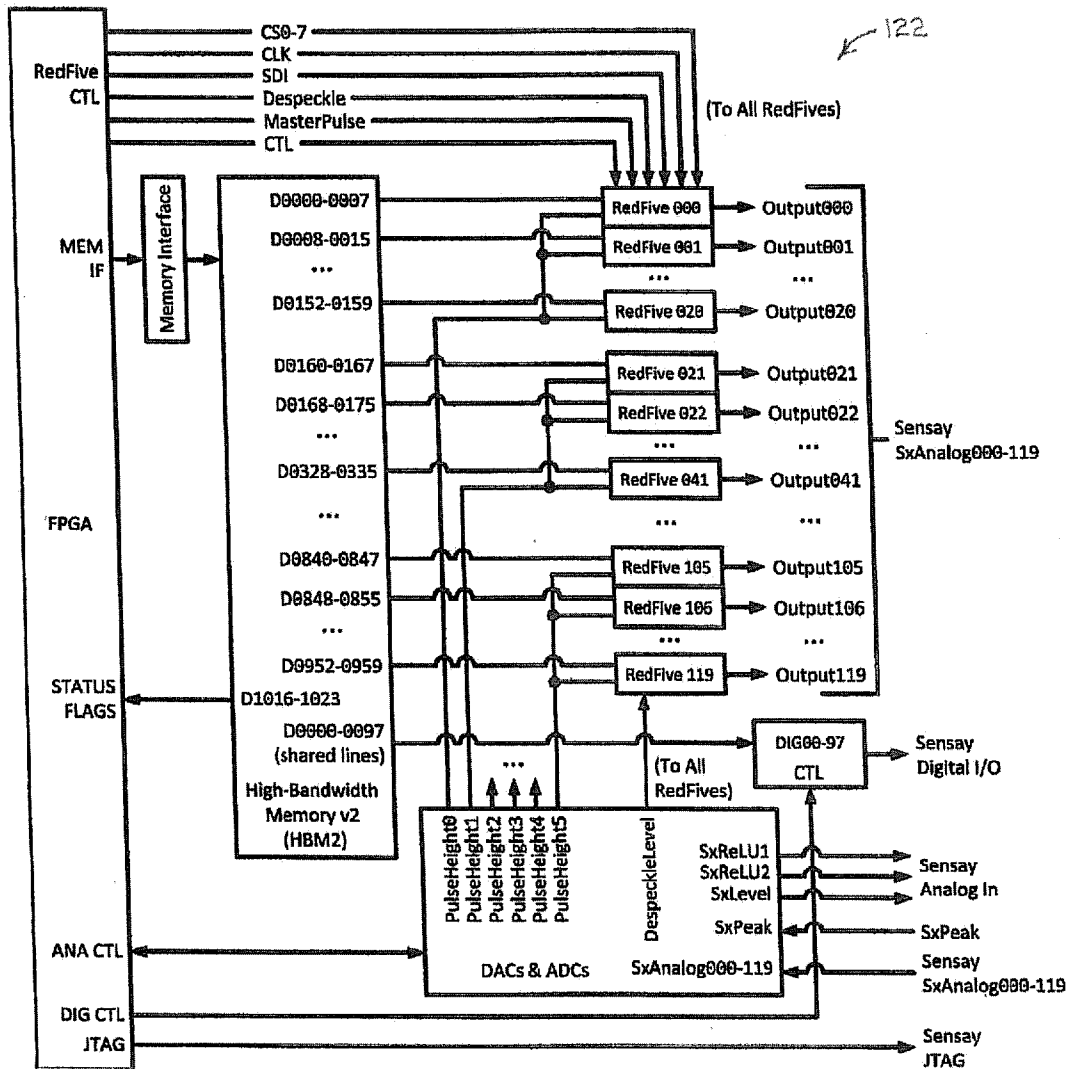 122
CS0-7
CLK
RedFive
CTL
SDI
Despeckle
MasterPulse
CTL
(To All RedFives)
MEM
IF
Memory Interface
D0000-0007
RedFive 000
Output000
D0008-0015
RedFive 001
Output001
...
...
...
D0152-0159
RedFive 020
Output020
D0160-0167
RedFive 021
Output021
D0168-0175
RedFive 022
Output022
...
...
...
Sensay
SxAnalog000-119
D0328-0335
RedFive 041
Output041
...
...
...
FPGA
D0840-0847
RedFive 105
Output105
D0848-0855
RedFive 106
Output106
...
...
...
D0952-0959
RedFive 119
Output119
STATUS
FLAGS
D1016-1023
D0000-0097
(shared lines)
High-Bandwidth
Memory v2
(HBM2)
...
(To All
RedFives)
DIG00-97
CTL
Sensay
Digital I/O
PulseHeight0
PulseHeight1
PulseHeight2
PulseHeight3
PulseHeight4
PulseHeight5
DespeckleLevel
SxReLU1
SxReLU2
SxLevel
Sensay
Analog In
SxPeak
SxPeak
ANA CTL
DACs & ADCs
SxAnalog000-119
Sensay
SxAnalog000-119
DIG CTL
JTAG
Sensay
JTAG